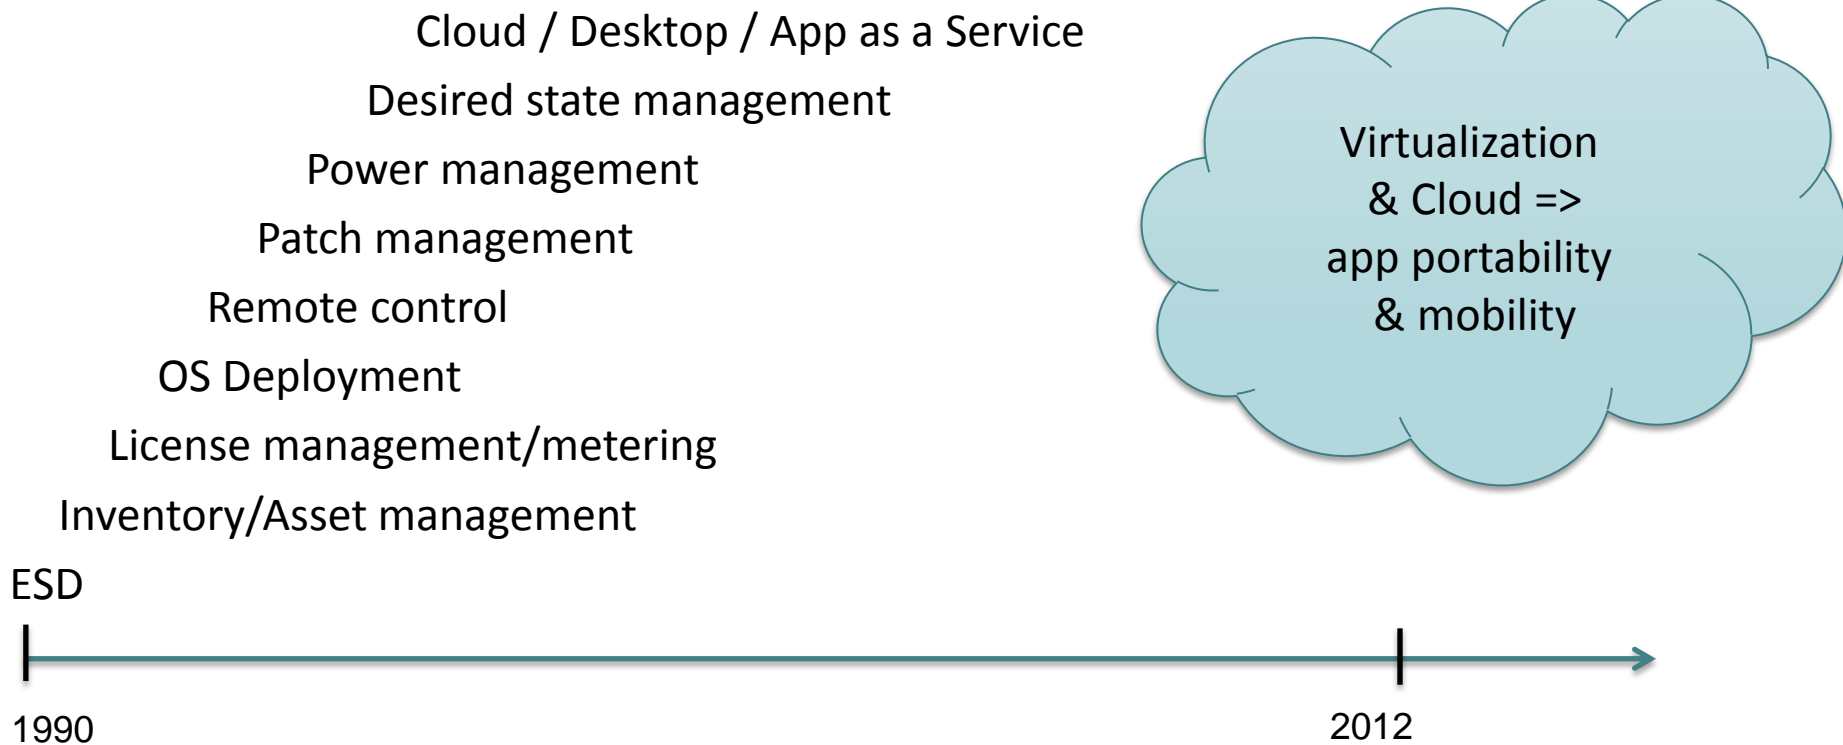 Cloud / Desktop / App as a Service
Desired state management
Power management
Patch management
Remote control
OS Deployment
License management/metering
Inventory/Asset management
ESD
Virtualization
& Cloud =>
app portability
& mobility
1990
2012